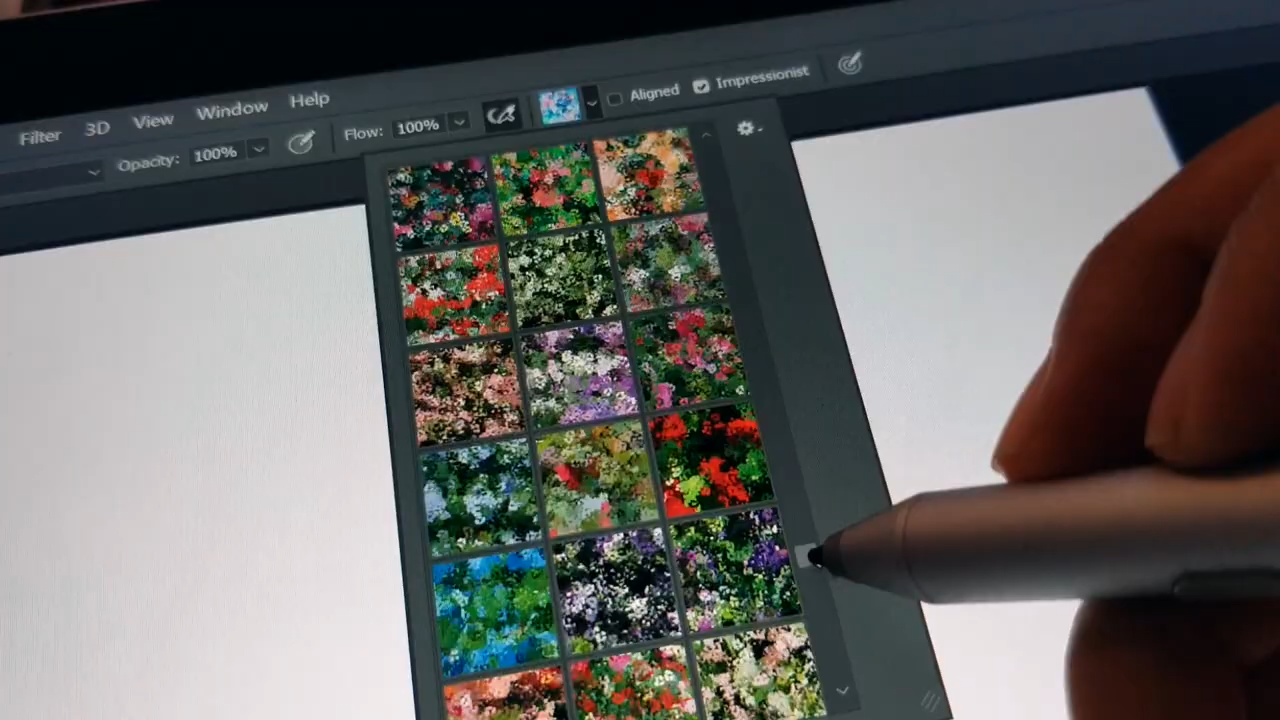 Filter 3D View Window Help
Opacity: 100% Flow: 100% Aligned Impressionist